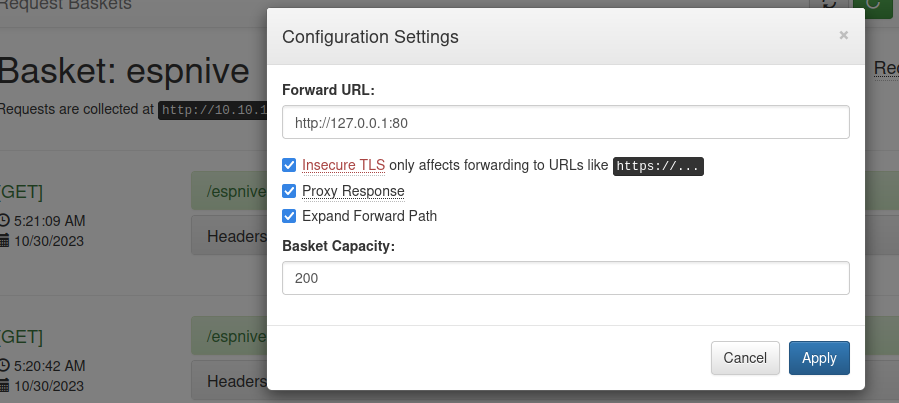 Request Baskets
Configuration Settings
×
Basket: espnive
Requests are collected at http://10.10.1
Forward URL:
http://127.0.0.1:80
Insecure TLS only affects forwarding to URLs like https://...
Proxy Response
Expand Forward Path
Basket Capacity:
200
Cancel
Apply
[GET]
5:21:09 AM
10/30/2023
/espnive
Headers
[GET]
5:20:42 AM
10/30/2023
/espnive
Headers